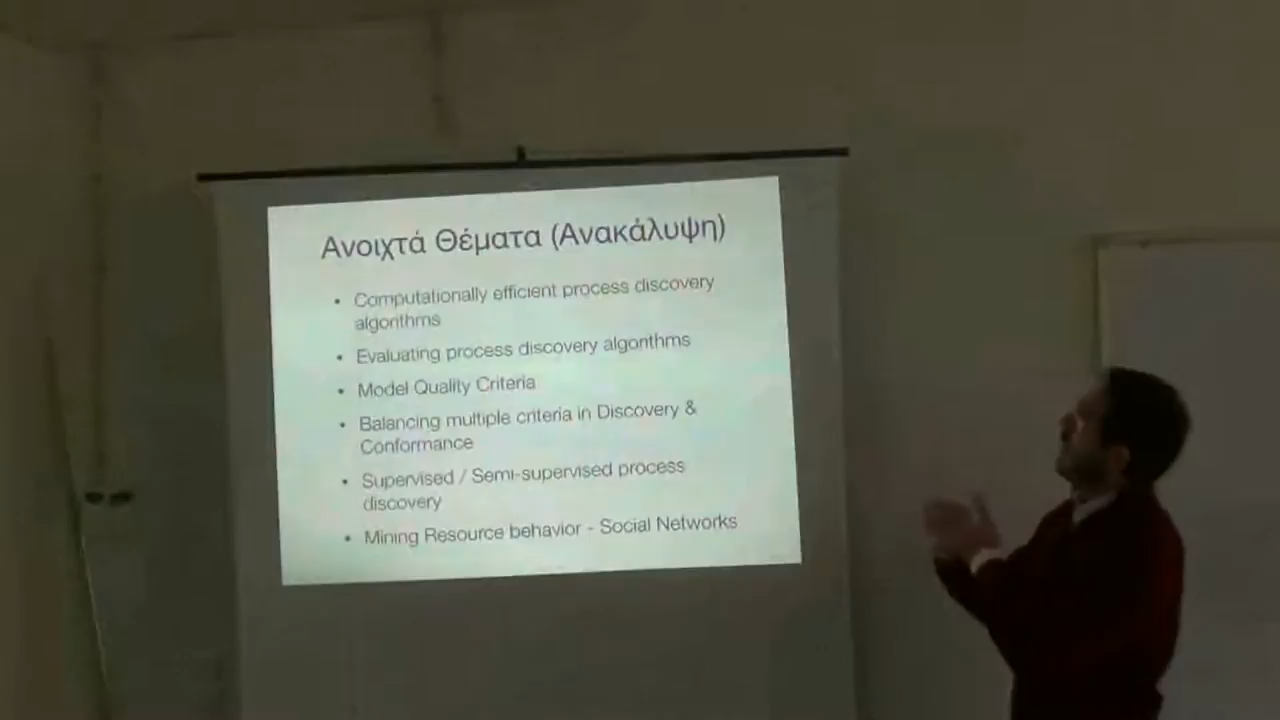 Ανοιχτά Θέματα (Ανακάλυψη)
• Computationally efficient process discovery
algorithms
• Evaluating process discovery algorithms
• Model Quality Criteria
• Balancing multiple criteria in Discovery &
Conformance
• Supervised / Semi-supervised process
discovery
• Mining Resource behavior - Social Networks